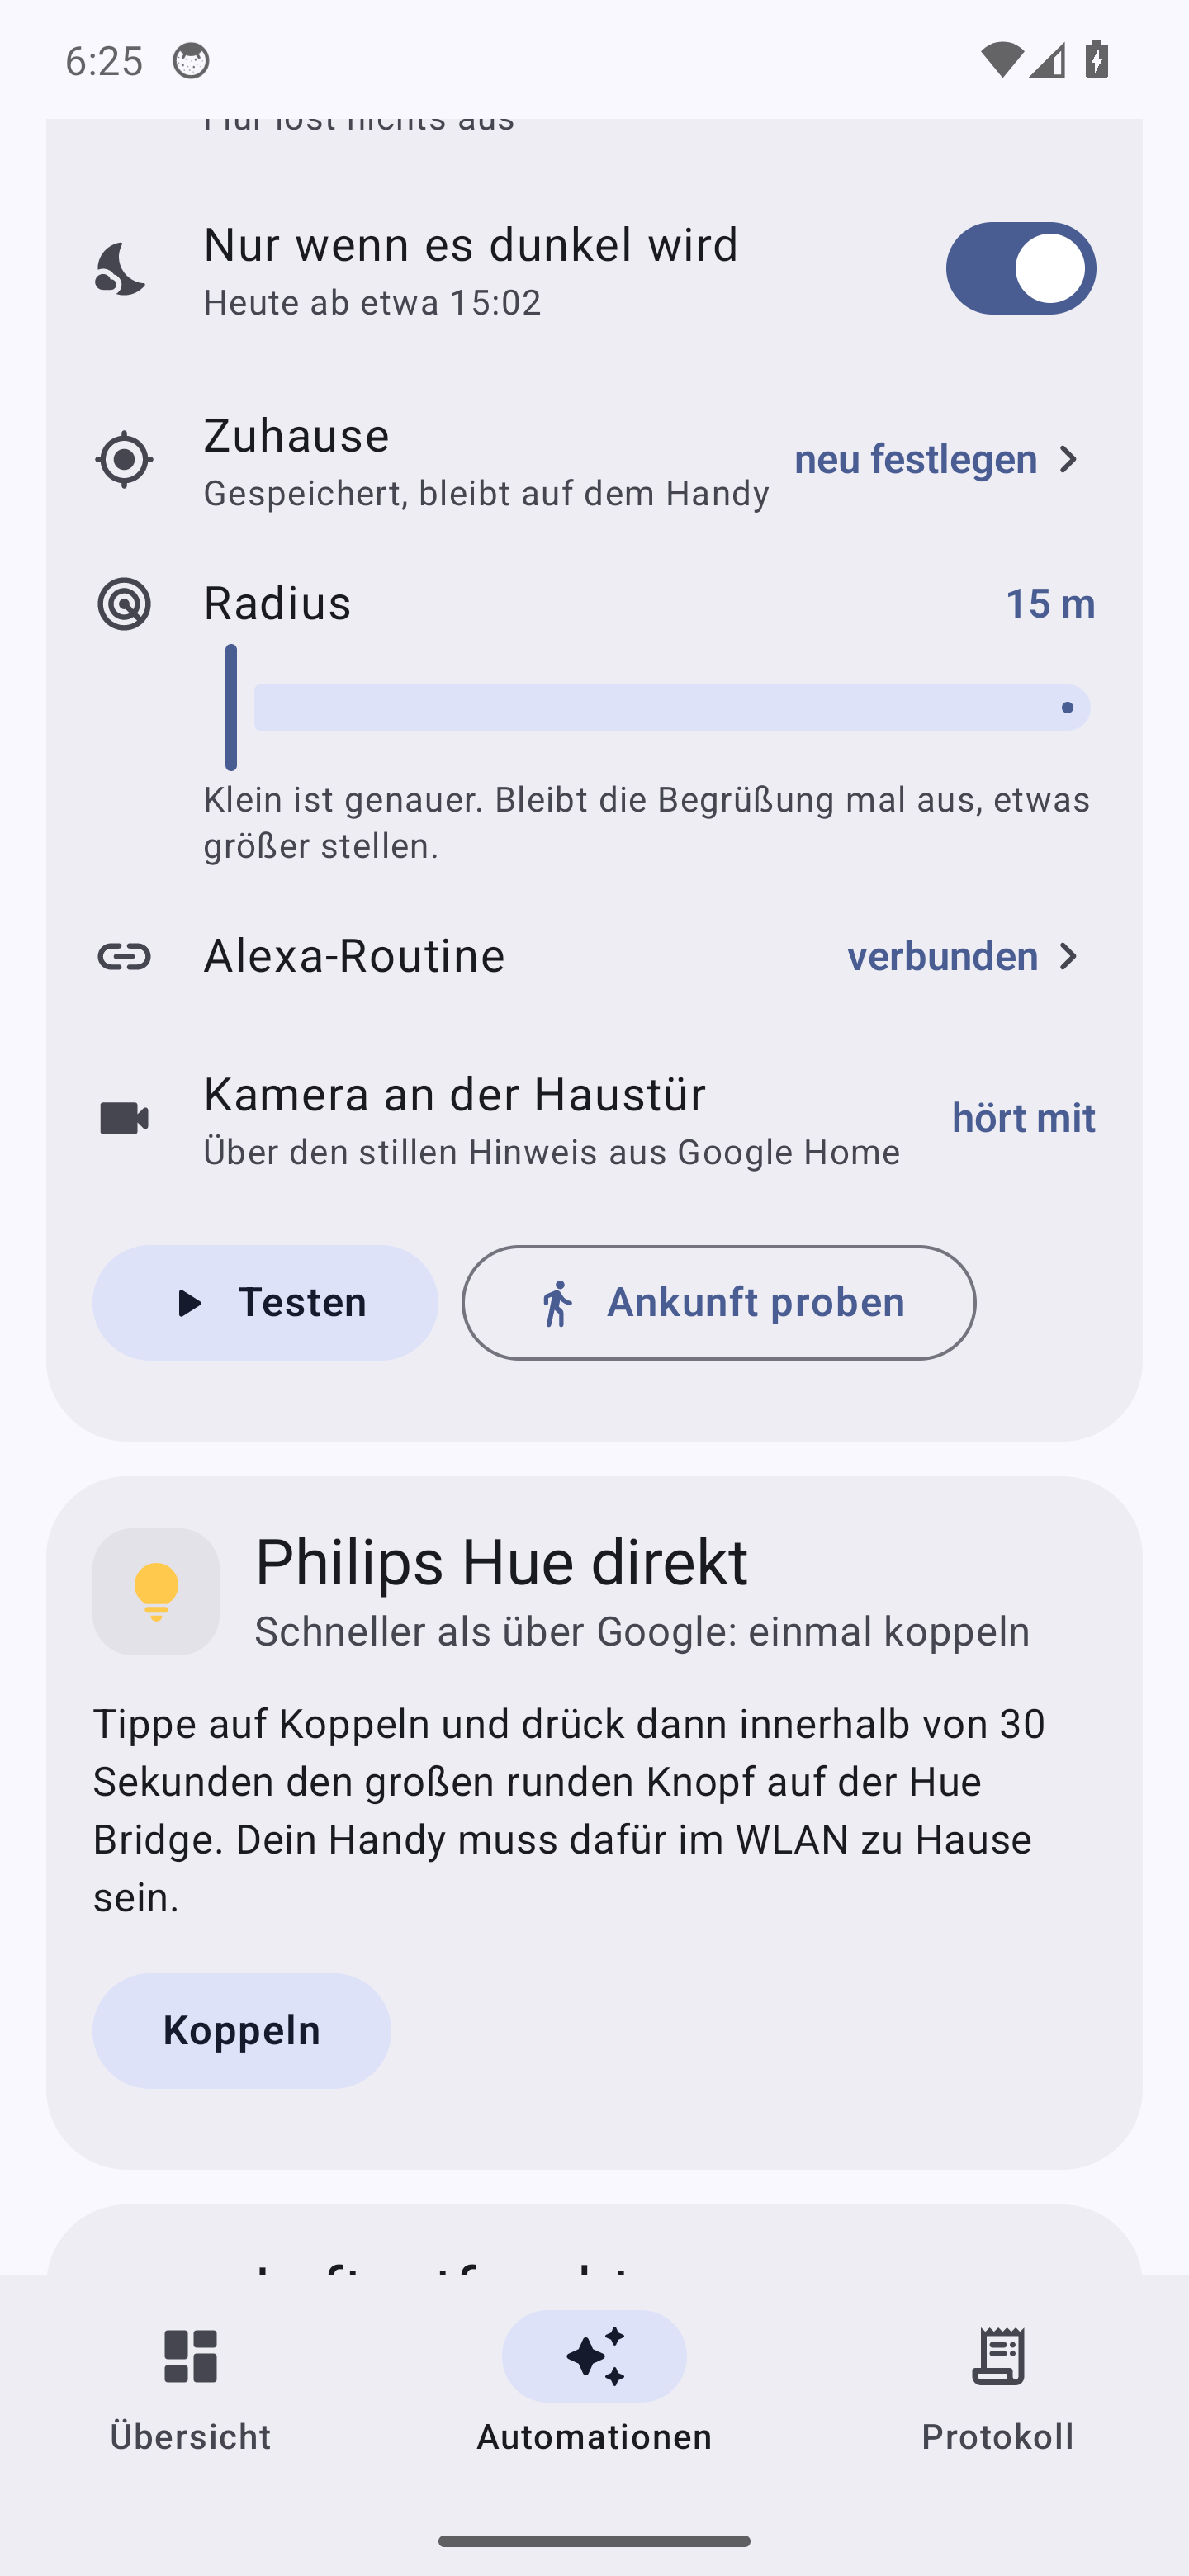 6:25
Flur löst nichts aus
Nur wenn es dunkel wird
Heute ab etwa 15:02
Zuhause
Gespeichert, bleibt auf dem Handy
neu festlegen
Radius
15 m
Klein ist genauer. Bleibt die Begrüßung mal aus, etwas
größer stellen.
Alexa-Routine
verbunden
Kamera an der Haustür
Über den stillen Hinweis aus Google Home
hört mit
Testen
Ankunft proben
Philips Hue direkt
Schneller als über Google: einmal koppeln
Tippe auf Koppeln und drück dann innerhalb von 30
Sekunden den großen runden Knopf auf der Hue
Bridge. Dein Handy muss dafür im WLAN zu Hause
sein.
Koppeln
Übersicht
Automationen
Protokoll